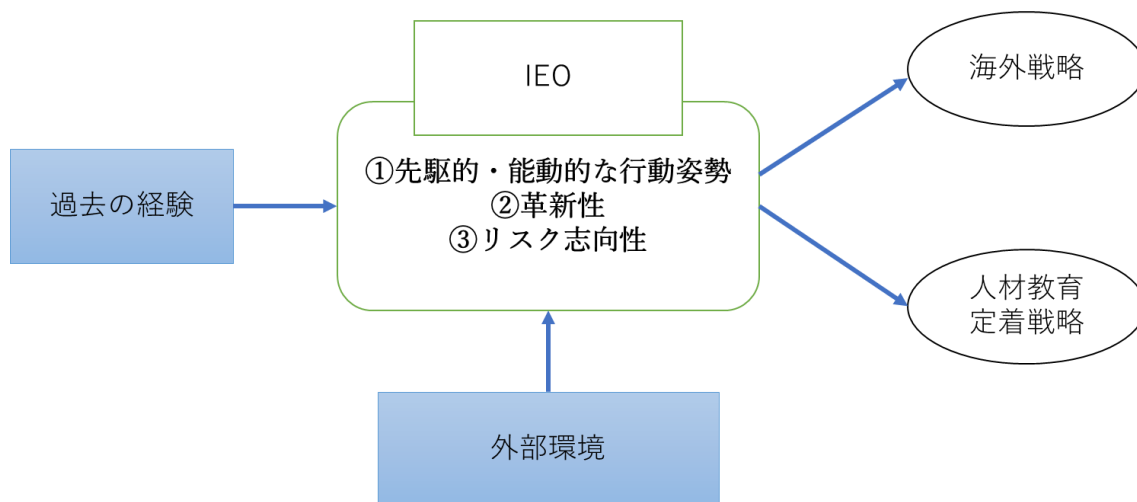 IEO
海外戦略
①先駆的・能動的な行動姿勢
②革新性
③リスク志向性
過去の経験
人材教育
定着戦略
外部環境